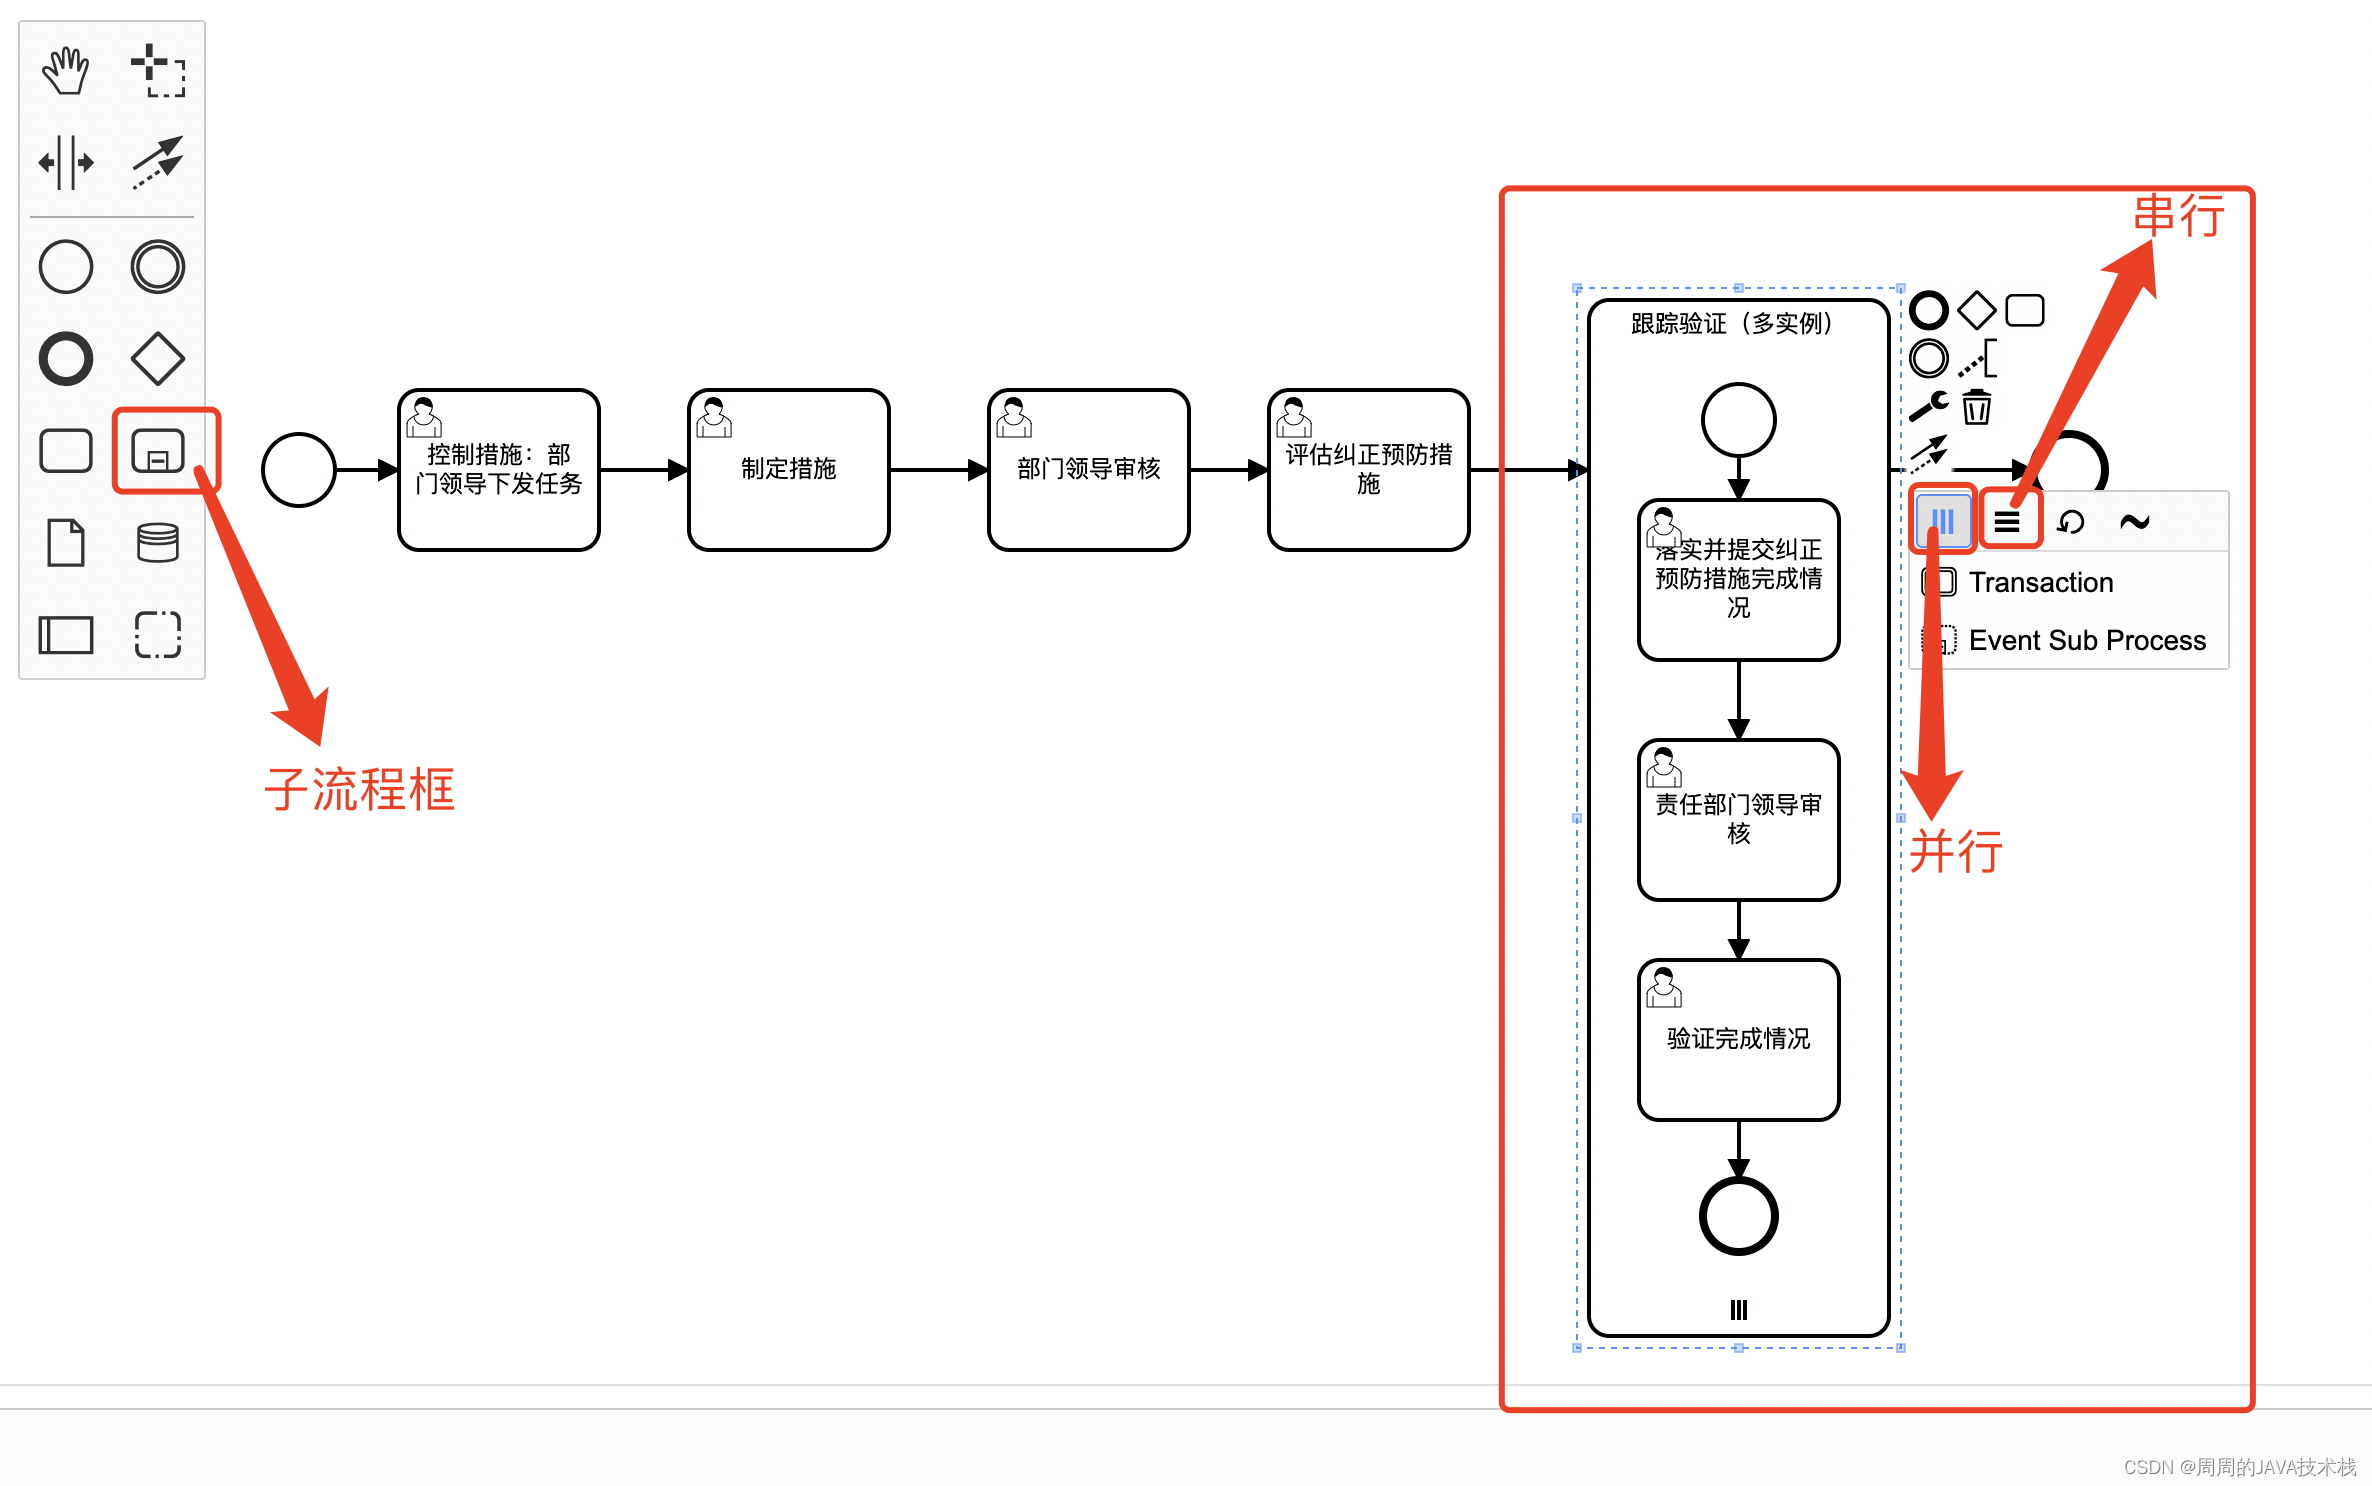 串行
跟踪验证（多实例）
控制措施：部
门领导下发任务
制定措施
部门领导审核
评估纠正预防措
施
落实并提交纠正
预防措施完成情
况
Transaction
Event Sub Process
子流程框
责任部门领导审
核
并行
验证完成情况
CSDN @周周的JAVA技术栈